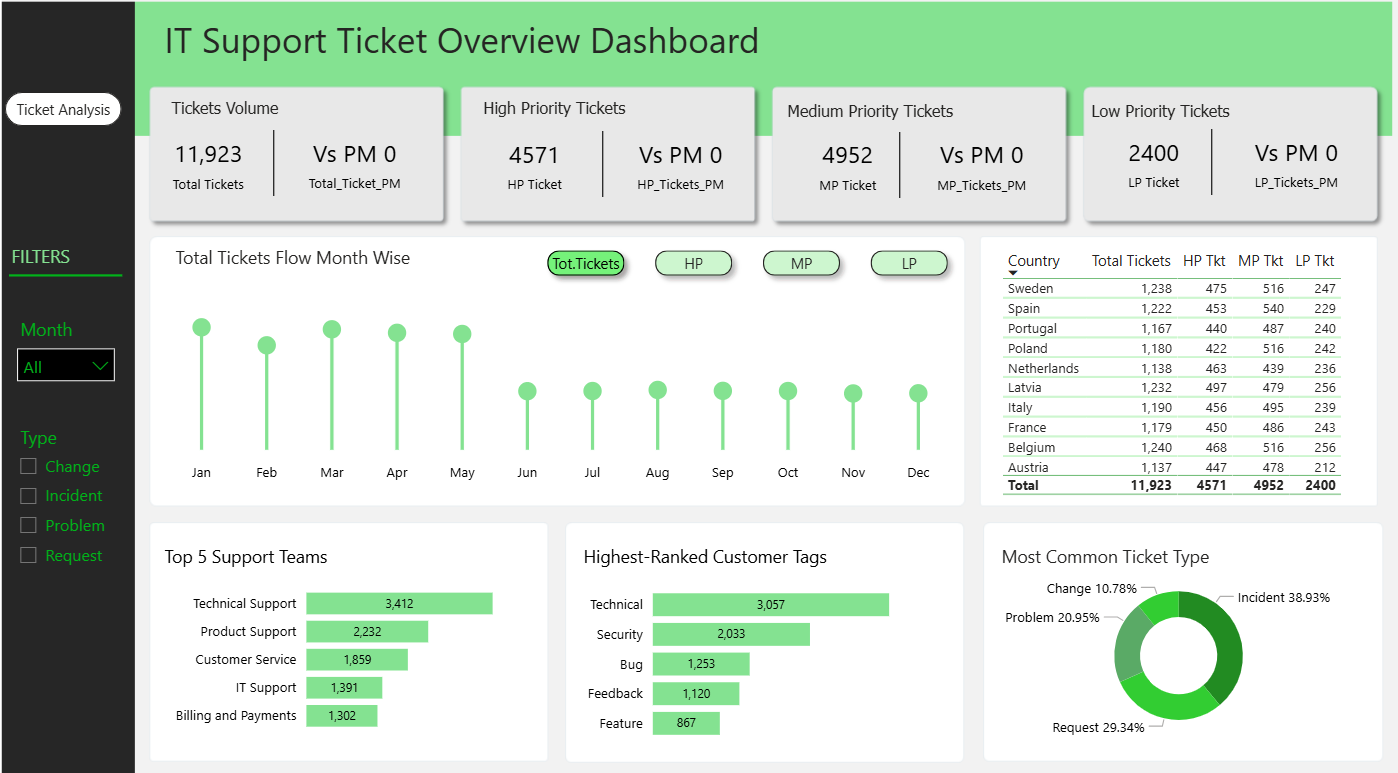 IT Support Ticket Overview Dashboard
Ticket Analysis
FILTERS
Month
All
Type
Change
Incident
Problem
Request
Tickets Volume
11,923
Total Tickets
Vs PM 0
Total_Ticket_PM
High Priority Tickets
4571
HP Ticket
Vs PM 0
HP_Tickets_PM
Medium Priority Tickets
4952
MP Ticket
Vs PM 0
MP_Tickets_PM
Low Priority Tickets
2400
LP Ticket
Vs PM 0
LP_Tickets_PM
Total Tickets Flow Month Wise
Tot.Tickets HP MP LP
Jan Feb Mar Apr May Jun Jul Aug Sep Oct Nov Dec
Country Total Tickets HP Tkt MP Tkt LP Tkt
Sweden 1,238 475 516 247
Spain 1,222 453 540 229
Portugal 1,167 440 487 240
Poland 1,180 422 516 242
Netherlands 1,138 463 439 236
Latvia 1,232 497 479 256
Italy 1,190 456 495 239
France 1,179 450 486 243
Belgium 1,240 468 516 256
Austria 1,137 447 478 212
Total 11,923 4571 4952 2400
Top 5 Support Teams
Technical Support 3,412
Product Support 2,232
Customer Service 1,859
IT Support 1,391
Billing and Payments 1,302
Highest-Ranked Customer Tags
Technical 3,057
Security 2,033
Bug 1,253
Feedback 1,120
Feature 867
Most Common Ticket Type
Change 10.78%
Incident 38.93%
Problem 20.95%
Request 29.34%